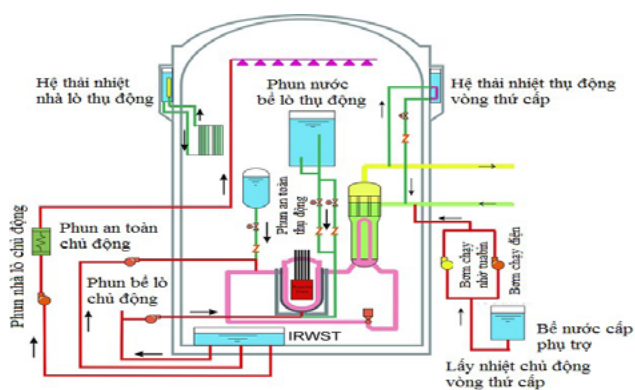 Hệ thải nhiệt
nhà lò thụ động
Phun nước
bể lò thụ động
Hệ thải nhiệt thụ động
vòng thứ cấp
Phun an toàn
thụ động
Phun an toàn
chủ động
Phun nhà lò chủ động
Phun bể lò
chủ động
IRWST
Bơm chạy
nhờ tuabin
Bơm chạy điện
Bể nước cấp
phụ trợ
Lấy nhiệt chủ động
vòng thứ cấp